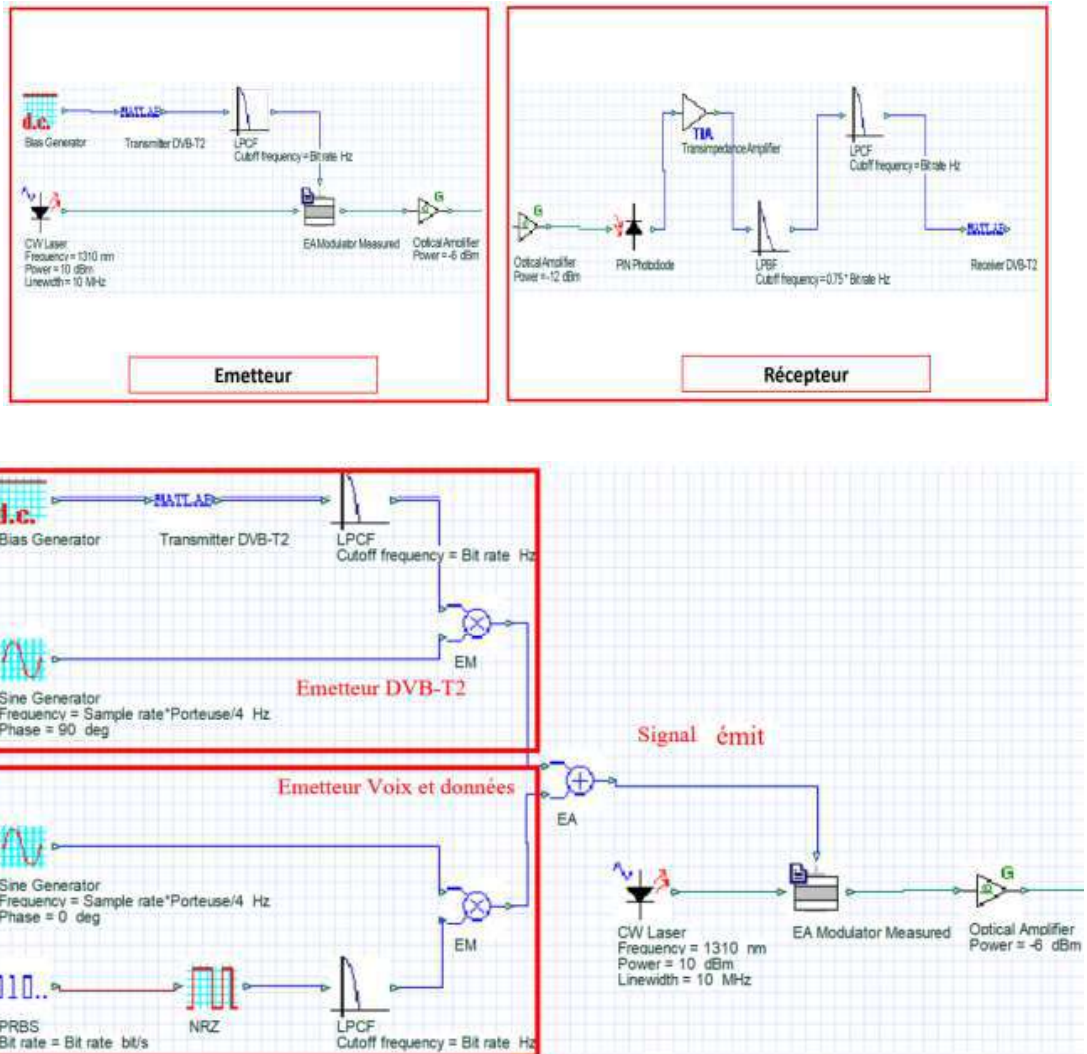 d.c.
Bias Generator
MATLAB
Transmitter DVB-T2
LPCF
Cutoff frequency = Bit rate Hz
CW Laser
Frequency = 1310 nm
Power = 10 dBm
Linewidth = 10 MHz
EA Modulator Measured
G
Optical Amplifier
Power = -6 dBm
Emetteur
G
Optical Amplifier
Power = -12 dBm
PIN Photodiode
TIA
Transimpedance Amplifier
LPBF
Cutoff frequency = 0.75 * Bit rate Hz
LPCF
Cutoff frequency = Bit rate Hz
MATLAB
Receiver DVB-T2
Récepteur
d.c.
Bias Generator
MATLAB
Transmitter DVB-T2
LPCF
Cutoff frequency = Bit rate Hz
EM
Sine Generator
Frequency = Sample rate*Porteuse/4 Hz
Phase = 90 deg
Emetteur DVB-T2
Signal émit
Emetteur Voix et données
EA
Sine Generator
Frequency = Sample rate*Porteuse/4 Hz
Phase = 0 deg
EM
PRBS
Bit rate = Bit rate bit/s
NRZ
LPCF
Cutoff frequency = Bit rate Hz
CW Laser
Frequency = 1310 nm
Power = 10 dBm
Linewidth = 10 MHz
EA Modulator Measured
G
Optical Amplifier
Power = -6 dBm